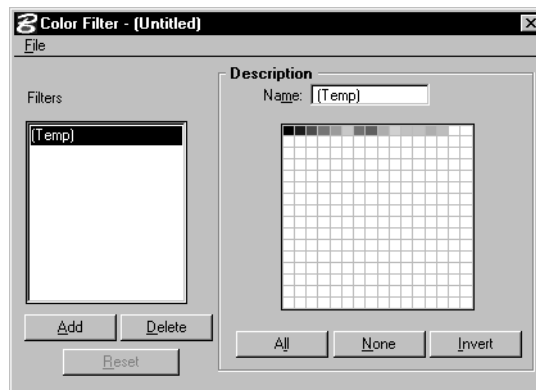 Color Filter - (Untitled)
File
Description
Name: (Temp)
Filters
(Temp)
Add
Delete
All
None
Invert
Reset